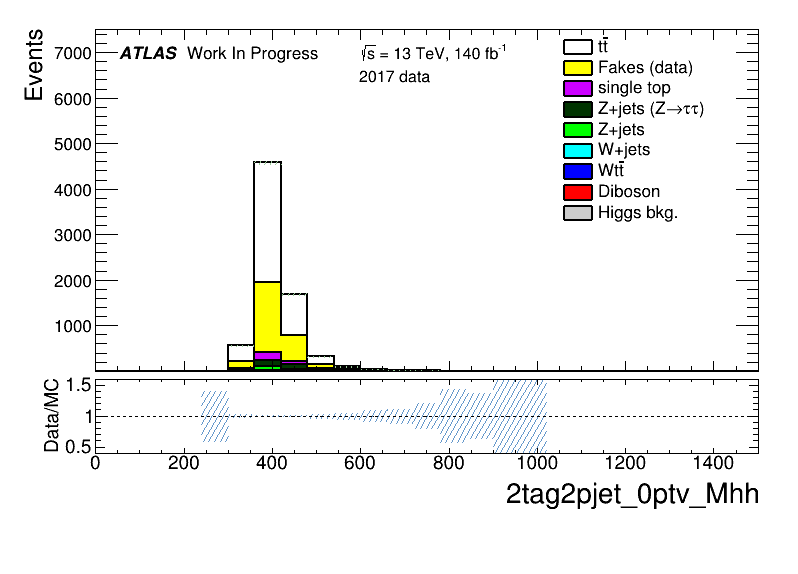 Events
7000
6000
5000
4000
3000
2000
1000
ATLAS Work In Progress
√s = 13 TeV, 140 fb⁻¹
2017 data
tt̄
Fakes (data)
single top
Z+jets (Z→ττ)
Z+jets
W+jets
Wtt̄
Diboson
Higgs bkg.
Data/MC
1.5
1
0.5
0 200 400 600 800 1000 1200 1400
2tag2pjet_0ptv_Mhh